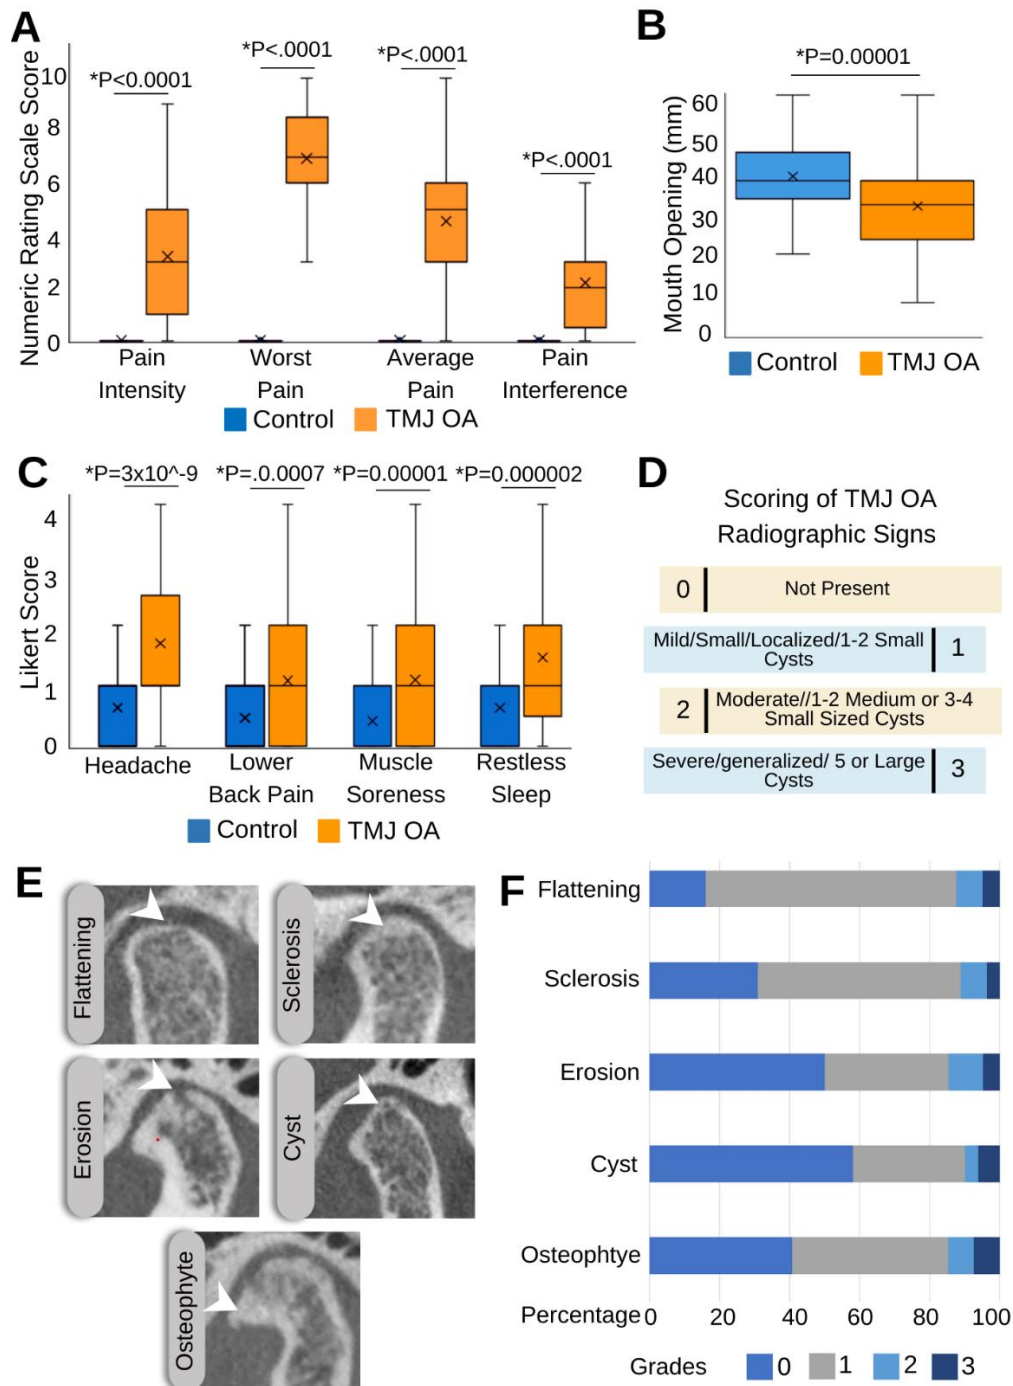 A
*P<0.0001
*P<.0001
*P<.0001
*P<.0001
Numeric Rating Scale Score
10
8
6
4
2
0
Pain Intensity
Worst Pain
Average Pain
Pain Interference
Control
TMJ OA
B
*P=0.00001
Mouth Opening (mm)
60
50
40
30
20
10
0
Control
TMJ OA
C
*P=3x10^-9
*P=.0.0007
*P=0.00001
*P=0.000002
Likert Score
4
3
2
1
0
Headache
Lower
Back Pain
Muscle
Soreness
Restless
Sleep
Control
TMJ OA
D
Scoring of TMJ OA
Radiographic Signs
0
Not Present
Mild/Small/Localized/1-2 Small
Cysts
1
2
Moderate//1-2 Medium or 3-4
Small Sized Cysts
Severe/generalized/ 5 or Large
Cysts
3
E
Flattening
Sclerosis
Erosion
Cyst
Osteophyte
F
Flattening
Sclerosis
Erosion
Cyst
Osteophtye
Percentage
0 20 40 60 80 100
Grades 0 1 2 3